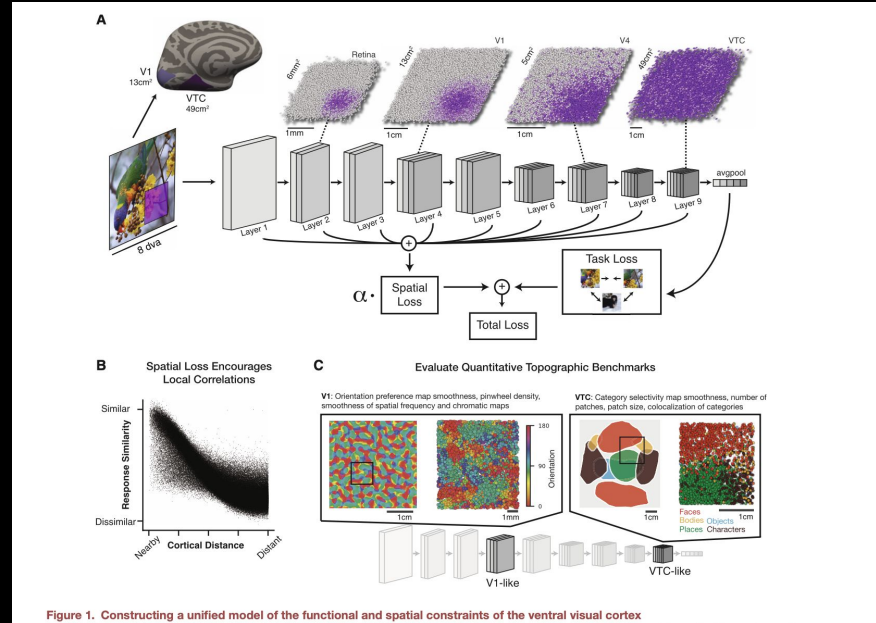 A
V1
13cm²
VTC
49cm²
8 dva
Retina
6mm²
1mm
V1
13cm²
1cm
V4
5cm²
1cm
VTC
49cm²
1cm
Layer 1
Layer 2
Layer 3
Layer 4
Layer 5
Layer 6
Layer 7
Layer 8
Layer 9
avgpool
+
α· Spatial
Loss
+
Total Loss
Task Loss
B
Spatial Loss Encourages
Local Correlations
Similar
Response Similarity
Dissimilar
Nearby
Cortical Distance
Distant
C
Evaluate Quantitative Topographic Benchmarks
V1: Orientation preference map smoothness, pinwheel density,
smoothness of spatial frequency and chromatic maps
180
90
0
Orientation
1cm
1mm
VTC: Category selectivity map smoothness, number of
patches, patch size, colocalization of categories
1cm
1cm
Faces
Bodies Objects
Places Characters
V1-like
VTC-like
Figure 1. Constructing a unified model of the functional and spatial constraints of the ventral visual cortex